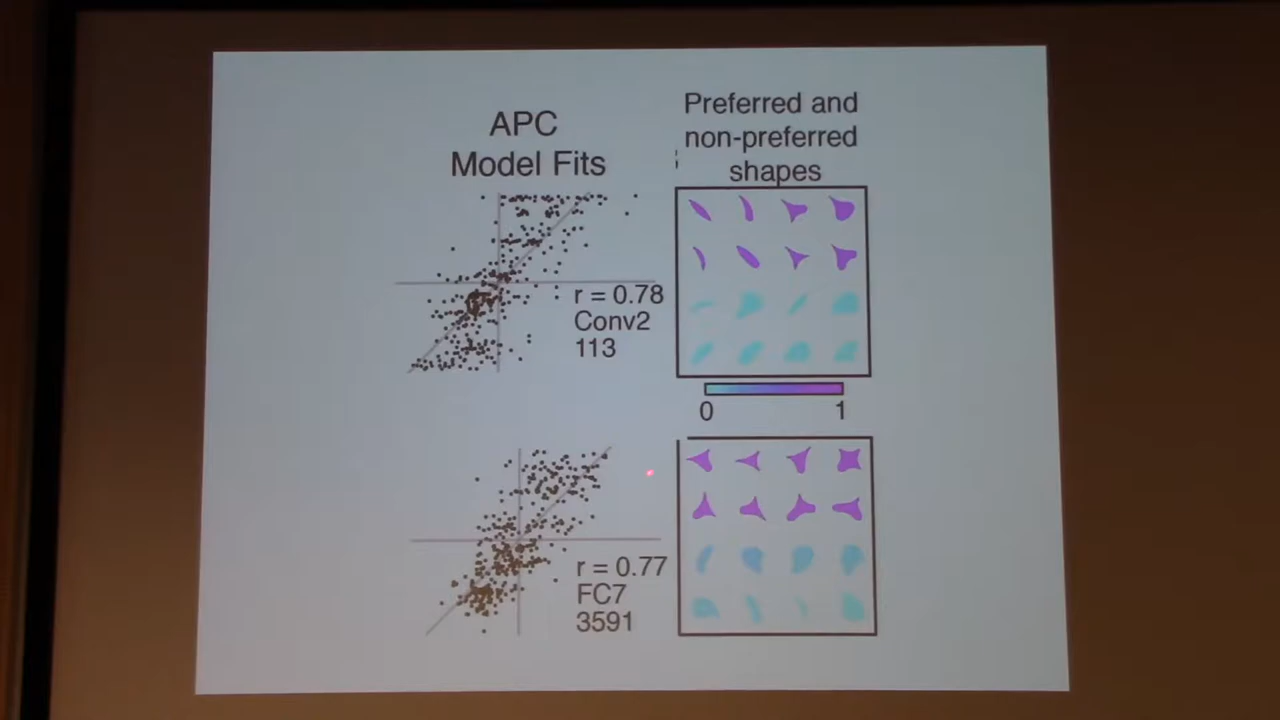 APC
Model Fits
Preferred and
non-preferred
shapes
r = 0.78
Conv2
113
0 1
r = 0.77
FC7
3591